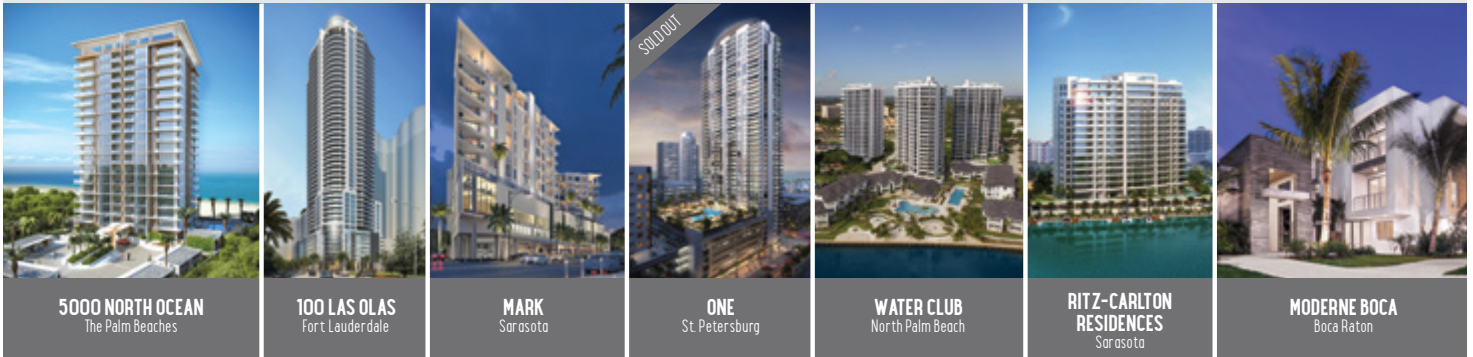 SOLD OUT
5000 NORTH OCEAN
The Palm Beaches
100 LAS OLAS
Fort Lauderdale
MARK
Sarasota
ONE
St. Petersburg
WATER CLUB
North Palm Beach
RITZ-CARLTON
RESIDENCES
Sarasota
MODERNE BOCA
Boca Raton